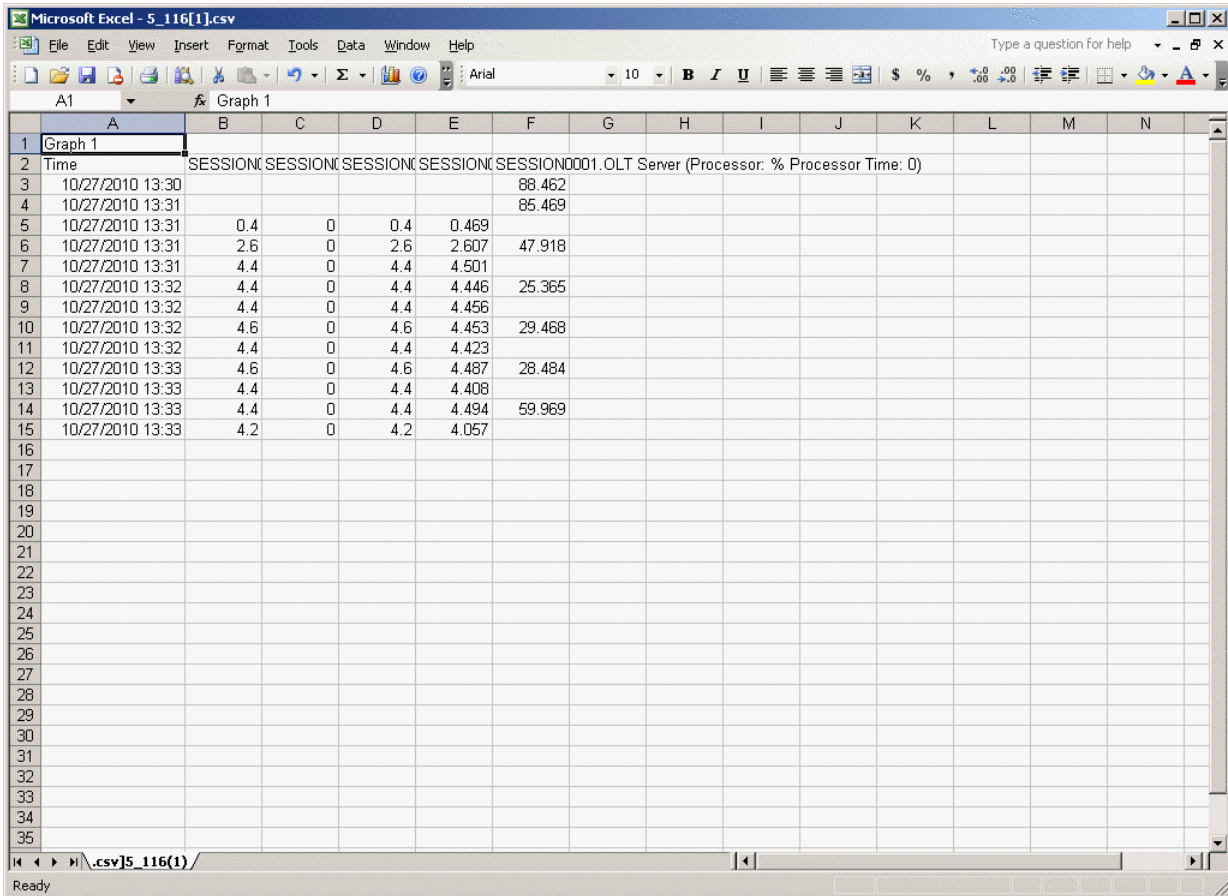 Microsoft Excel - 5_116[1].csv
File Edit View Insert Format Tools Data Window Help Type a question for help
Arial 10 B I U $ % ,
A1 fx Graph 1
A B C D E F G H I J K L M N
1 Graph 1
2 Time SESSION( SESSION( SESSION( SESSION( SESSION0001.OLT Server (Processor: % Processor Time: 0)
3 10/27/2010 13:30 88.462
4 10/27/2010 13:31 85.469
5 10/27/2010 13:31 0.4 0 0.4 0.469
6 10/27/2010 13:31 2.6 0 2.6 2.607 47.918
7 10/27/2010 13:31 4.4 0 4.4 4.501
8 10/27/2010 13:32 4.4 0 4.4 4.446 25.365
9 10/27/2010 13:32 4.4 0 4.4 4.456
10 10/27/2010 13:32 4.6 0 4.6 4.453 29.468
11 10/27/2010 13:32 4.4 0 4.4 4.423
12 10/27/2010 13:33 4.6 0 4.6 4.487 28.484
13 10/27/2010 13:33 4.4 0 4.4 4.408
14 10/27/2010 13:33 4.4 0 4.4 4.494 59.969
15 10/27/2010 13:33 4.2 0 4.2 4.057
16
17
18
19
20
21
22
23
24
25
26
27
28
29
30
31
32
33
34
35
.csv]5_116(1)
Ready